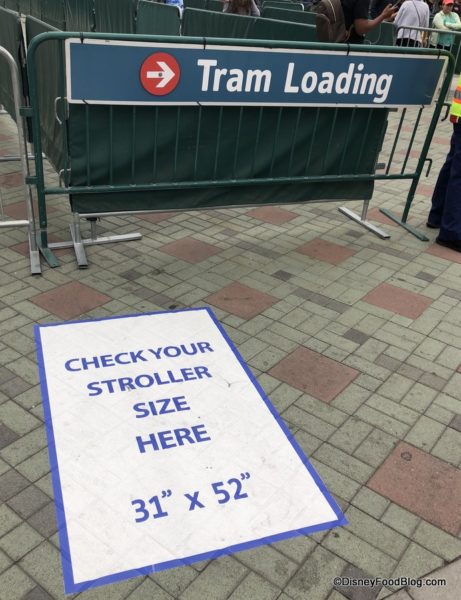 Tram Loading
CHECK YOUR
STROLLER
SIZE
HERE
31" x 52"
©DisneyFoodBlog.com